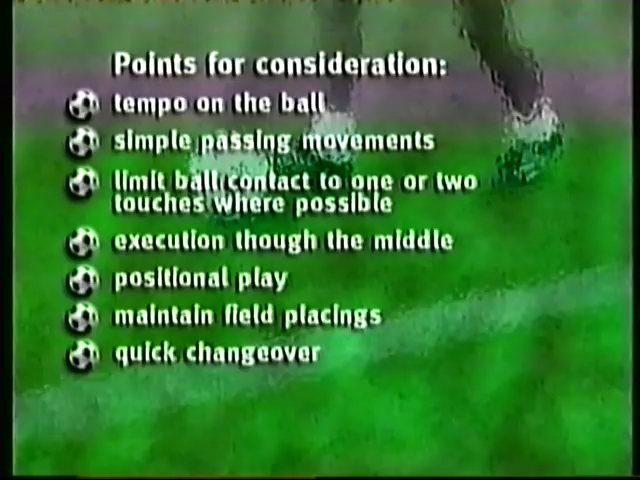 Points for consideration:
tempo on the ball
simple passing movements
limit ball contact to one or two
touches where possible
execution though the middle
positional play
maintain field placings
quick changeover